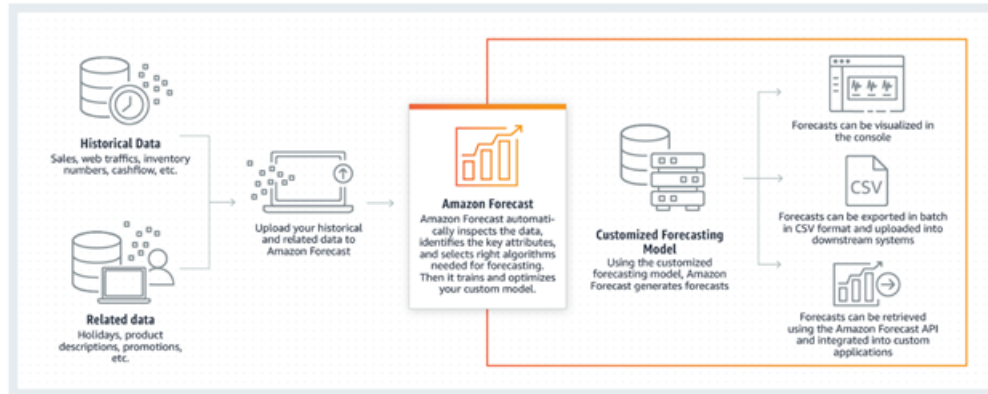 Historical Data
Sales, web traffics, inventory
numbers, cashflow, etc.
Related data
Holidays, product
descriptions, promotions,
etc.
Upload your historical
and related data to
Amazon Forecast
Amazon Forecast
Amazon Forecast automati-
cally inspects the data,
identifies the key attributes,
and selects right algorithms
needed for forecasting.
Then it trains and optimizes
your custom model.
Customized Forecasting
Model
Using the customized
forecasting model, Amazon
Forecast generates forecasts
Forecasts can be visualized in
the console
CSV
Forecasts can be exported in batch
in CSV format and uploaded into
downstream systems
Forecasts can be retrieved
using the Amazon Forecast API
and integrated into custom
applications